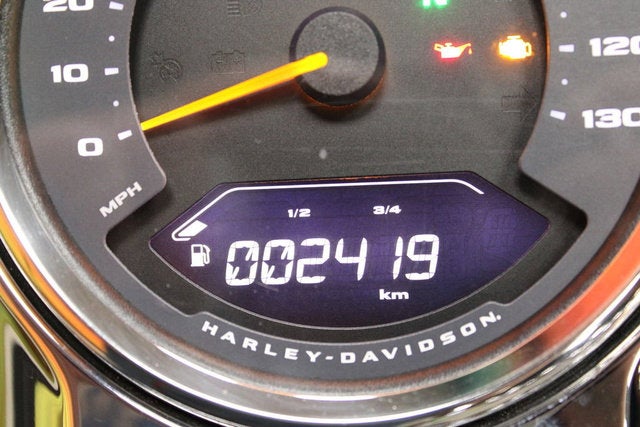 20
N
10
120
0
130
MPH
1/2 3/4
002419
km
HARLEY-DAVIDSON.